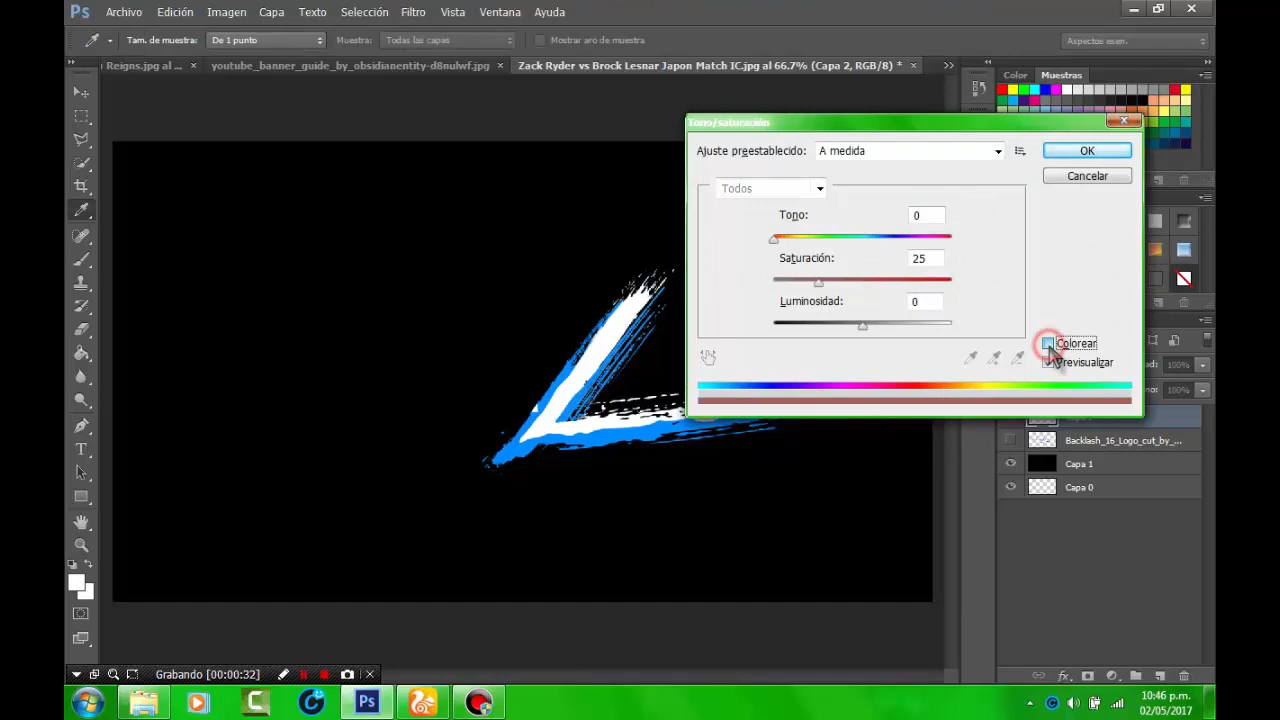 Ps Archivo Edición Imagen Capa Texto Selección Filtro Vista Ventana Ayuda
Tam. de muestra: De 1 punto Muestra: Todas las capas Mostrar aro de muestra Aspectos esen.
Reigns.jpg al ... × youtube_banner_guide_by_obsidianentity-d8nulwf.jpg × Zack Ryder vs Brock Lesnar Japon Match IC.jpg al 66.7% (Capa 2, RGB/8) * ×
Color Muestras
Tono/saturación
Ajuste preestablecido: A medida OK
Cancelar
Todos
Tono: 0
Saturación: 25
Luminosidad: 0
Colorear
Previsualizar
100%
100%
Backlash_16_Logo_cut_by_...
Capa 1
Capa 0
fx
Grabando [00:00:32]
Ps
10:46 p.m.
02/05/2017